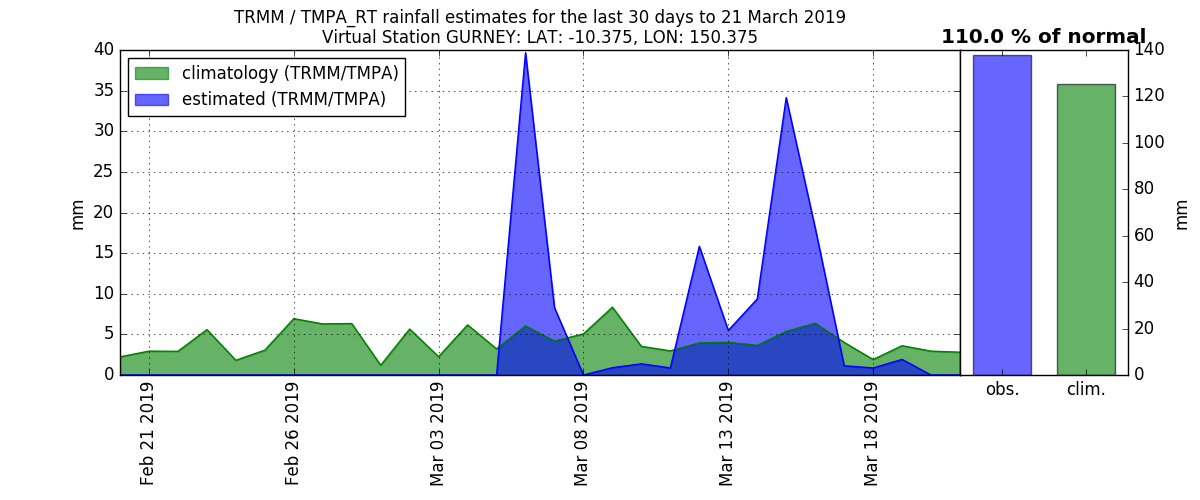 TRMM / TMPA_RT rainfall estimates for the last 30 days to 21 March 2019
Virtual Station GURNEY: LAT: -10.375, LON: 150.375
110.0 % of normal
climatology (TRMM/TMPA)
estimated (TRMM/TMPA)
40
35
30
25
20
15
10
5
0
mm
Feb 21 2019
Feb 26 2019
Mar 03 2019
Mar 08 2019
Mar 13 2019
Mar 18 2019
140
120
100
80
60
40
20
0
mm
obs.
clim.